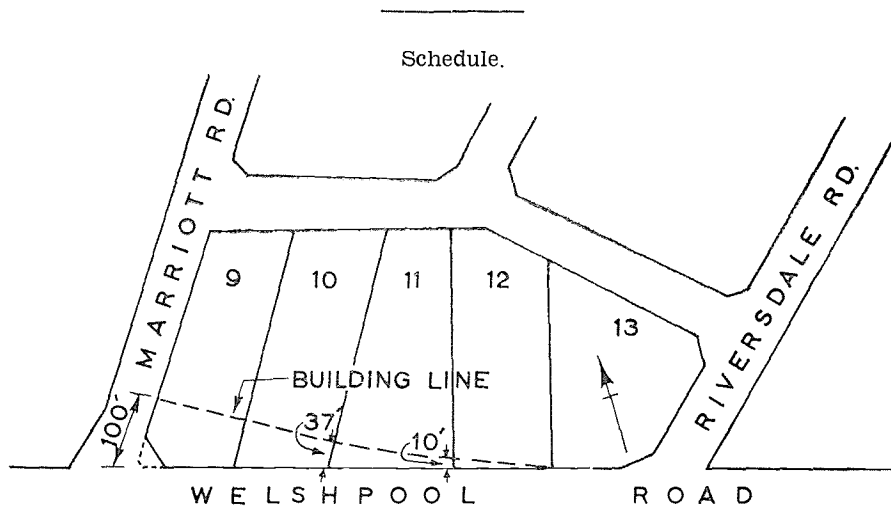 Schedule.
MARRIOTT RD.
RIVERSDALE RD.
9
10
11
12
13
BUILDING LINE
100'
37'
10'
WELSHPOOL ROAD